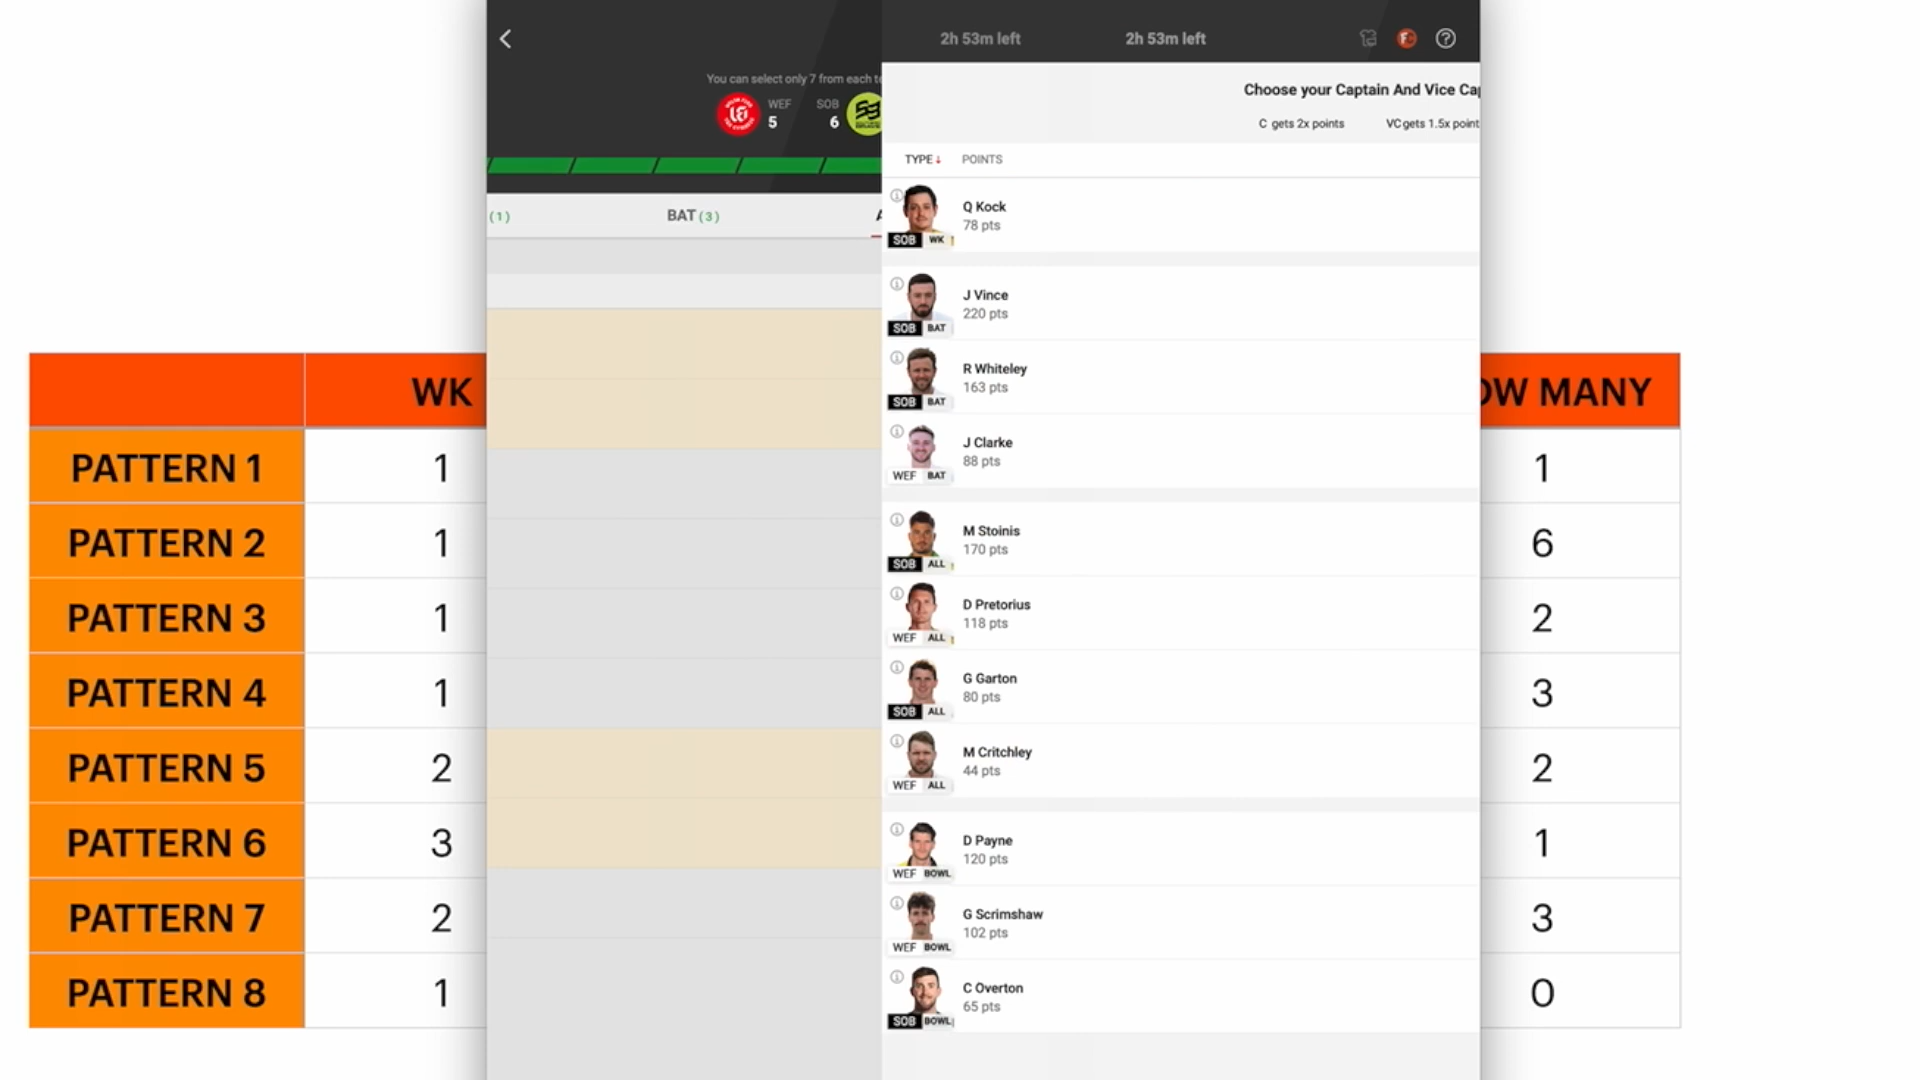 2h 53m left
2h 53m left
You can select only 7 from each te
WEF
5
SOB
6
Choose your Captain And Vice Cap
C gets 2x points
VC gets 1.5x point
TYPE↓
POINTS
(1)
BAT (3)
Q Kock
78 pts
SOB WK
J Vince
220 pts
SOB BAT
R Whiteley
163 pts
SOB BAT
J Clarke
88 pts
WEF BAT
M Stoinis
170 pts
SOB ALL
D Pretorius
118 pts
WEF ALL
G Garton
80 pts
SOB ALL
M Critchley
44 pts
WEF ALL
D Payne
120 pts
WEF BOWL
G Scrimshaw
102 pts
WEF BOWL
C Overton
65 pts
SOB BOWL
WK
OW MANY
PATTERN 1 1 1
PATTERN 2 1 6
PATTERN 3 1 2
PATTERN 4 1 3
PATTERN 5 2 2
PATTERN 6 3 1
PATTERN 7 2 3
PATTERN 8 1 0